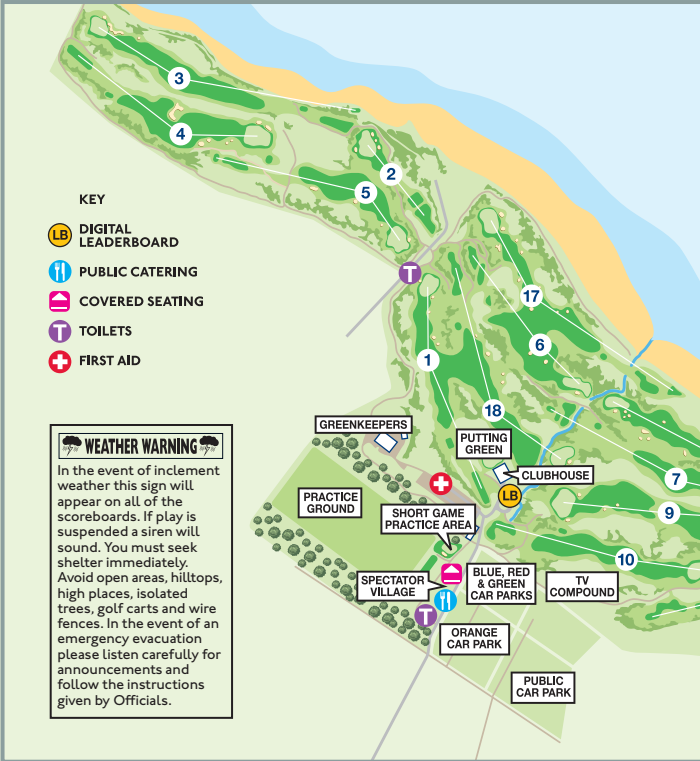 3
4
2
5
KEY
LB
DIGITAL
LEADERBOARD
PUBLIC CATERING
COVERED SEATING
T
TOILETS
FIRST AID
T
17
6
1
18
7
9
10
WEATHER WARNING
In the event of inclement
weather this sign will
appear on all of the
scoreboards. If play is
suspended a siren will
sound. You must seek
shelter immediately.
Avoid open areas, hilltops,
high places, isolated
trees, golf carts and wire
fences. In the event of an
emergency evacuation
please listen carefully for
announcements and
follow the instructions
given by Officials.
GREENKEEPERS
PUTTING
GREEN
CLUBHOUSE
LB
PRACTICE
GROUND
SHORT GAME
PRACTICE AREA
SPECTATOR
VILLAGE
BLUE, RED
& GREEN
CAR PARKS
TV
COMPOUND
T
ORANGE
CAR PARK
PUBLIC
CAR PARK